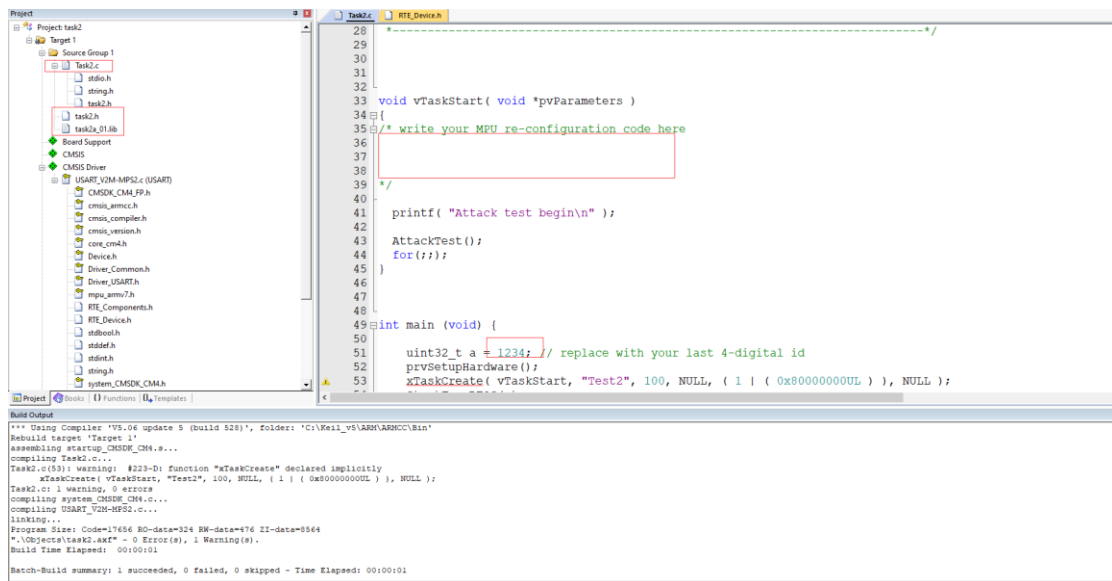 Project
Project: task2
Target 1
Source Group 1
Task2.c
stdio.h
string.h
task2.h
task2.h
task2a_01.lib
Board Support
CMSIS
CMSIS Driver
USART_V2M-MPS2.c (USART)
CMSDK_CM4_FP.h
cmsis_armcc.h
cmsis_compiler.h
cmsis_version.h
core_cm4.h
Device.h
Driver_Common.h
Driver_USART.h
mpu_armv7.h
RTE_Components.h
RTE_Device.h
stdbool.h
stddef.h
stdint.h
string.h
system_CMSDK_CM4.h
Project Books {} Functions Templates
Task2.c RTE_Device.h
28 *----------------------------------------------------------------------------*/
29
30
31
32
33 void vTaskStart( void *pvParameters )
34 {
35 /* write your MPU re-configuration code here
36
37
38
39 */
40
41 printf( "Attack test begin\n" );
42
43 AttackTest();
44 for(;;);
45 }
46
47
48
49 int main (void) {
50
51 uint32_t a = 1234; // replace with your last 4-digital id
52 prvSetupHardware();
53 xTaskCreate( vTaskStart, "Test2", 100, NULL, ( 1 | ( 0x80000000UL ) ), NULL );
Build Output
*** Using Compiler 'V5.06 update 5 (build 528)', folder: 'C:\Keil_v5\ARM\ARMCC\Bin'
Rebuild target 'Target 1'
assembling startup_CMSDK_CM4.s...
compiling Task2.c...
Task2.c(53): warning: #223-D: function "xTaskCreate" declared implicitly
xTaskCreate( vTaskStart, "Test2", 100, NULL, ( 1 | ( 0x80000000UL ) ), NULL );
Task2.c: 1 warning, 0 errors
compiling system_CMSDK_CM4.c...
compiling USART_V2M-MPS2.c...
linking...
Program Size: Code=17656 RO-data=324 RW-data=476 ZI-data=8564
".\Objects\task2.axf" - 0 Error(s), 1 Warning(s).
Build Time Elapsed: 00:00:01
Batch-Build summary: 1 succeeded, 0 failed, 0 skipped - Time Elapsed: 00:00:01